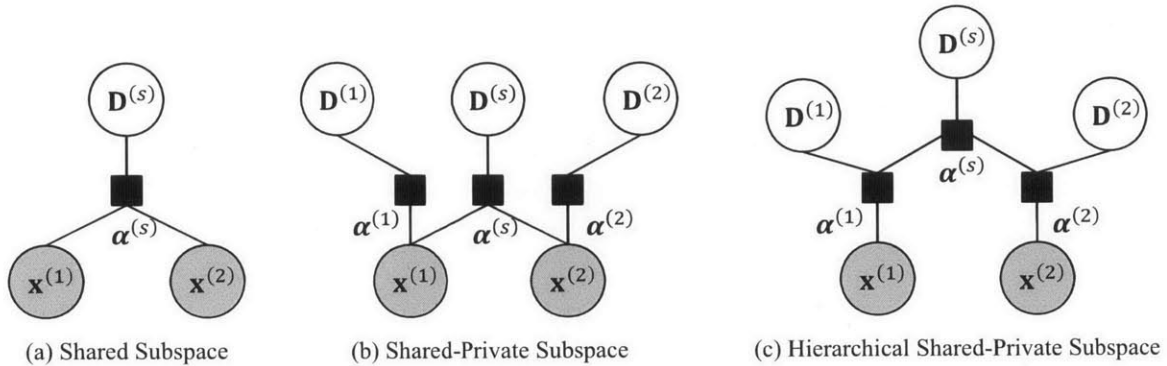 D^(s)
α^(s)
x^(1) x^(2)
(a) Shared Subspace
D^(1) D^(s) D^(2)
α^(1) α^(s) α^(2)
x^(1) x^(2)
(b) Shared-Private Subspace
D^(s)
D^(1) D^(2)
α^(s)
α^(1) α^(2)
x^(1) x^(2)
(c) Hierarchical Shared-Private Subspace